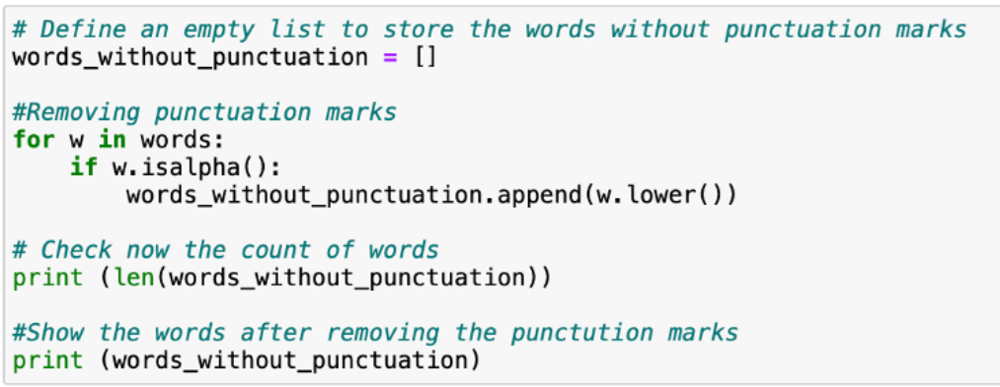 # Define an empty list to store the words without punctuation marks
words_without_punctuation = []
#Removing punctuation marks
for w in words:
    if w.isalpha():
        words_without_punctuation.append(w.lower())
# Check now the count of words
print (len(words_without_punctuation))
#Show the words after removing the punctution marks
print (words_without_punctuation)